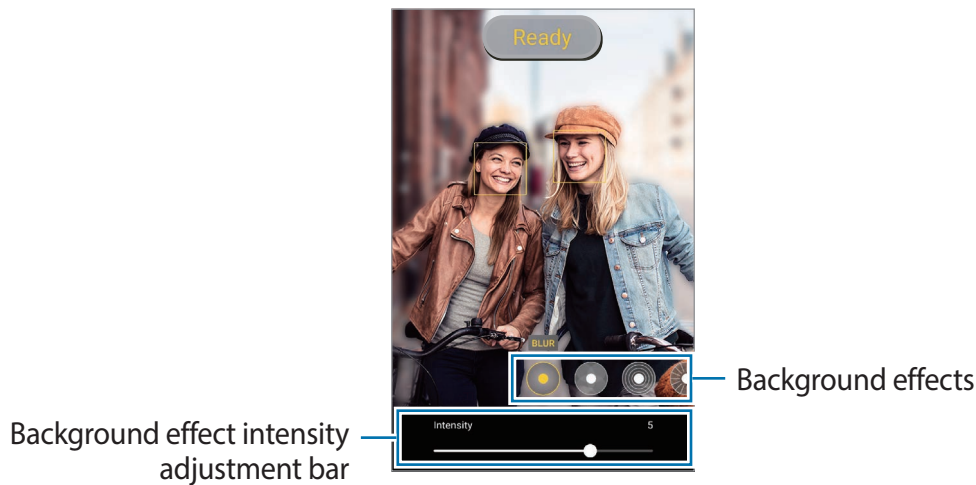 Ready
BLUR
Background effects
Intensity 5
Background effect intensity
adjustment bar